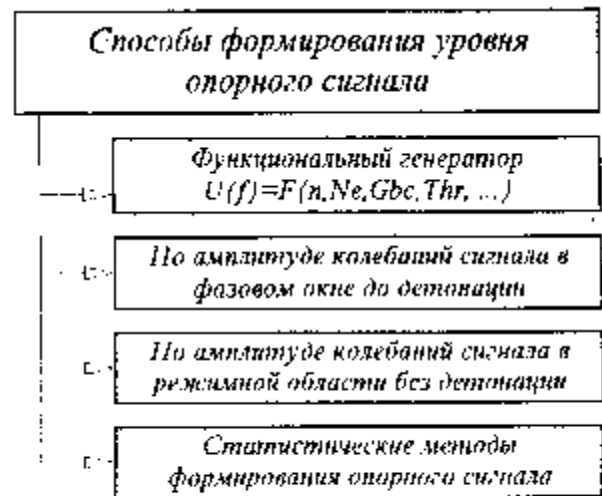 Способы формирования уровня
опорного сигнала
Функциональный генератор
U(f)=F(n,Ne,Gbc,Thr, ...)
По амплитуде колебаний сигнала в
фазовом окне до детонации
По амплитуде колебаний сигнала в
режимной области без детонации
Статистические методы
формирования опорного сигнала